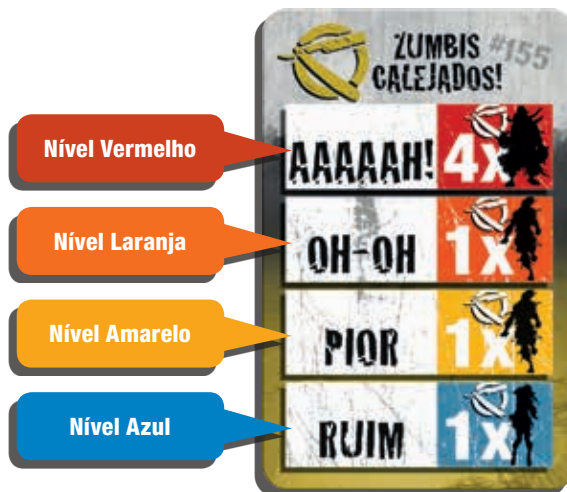 ZUMBIS #155
CALEJADOS!
Nível Vermelho
AAAAAH! 4x
Nível Laranja
OH-OH 1x
Nível Amarelo
PIOR 1x
Nível Azul
RUIM 1x